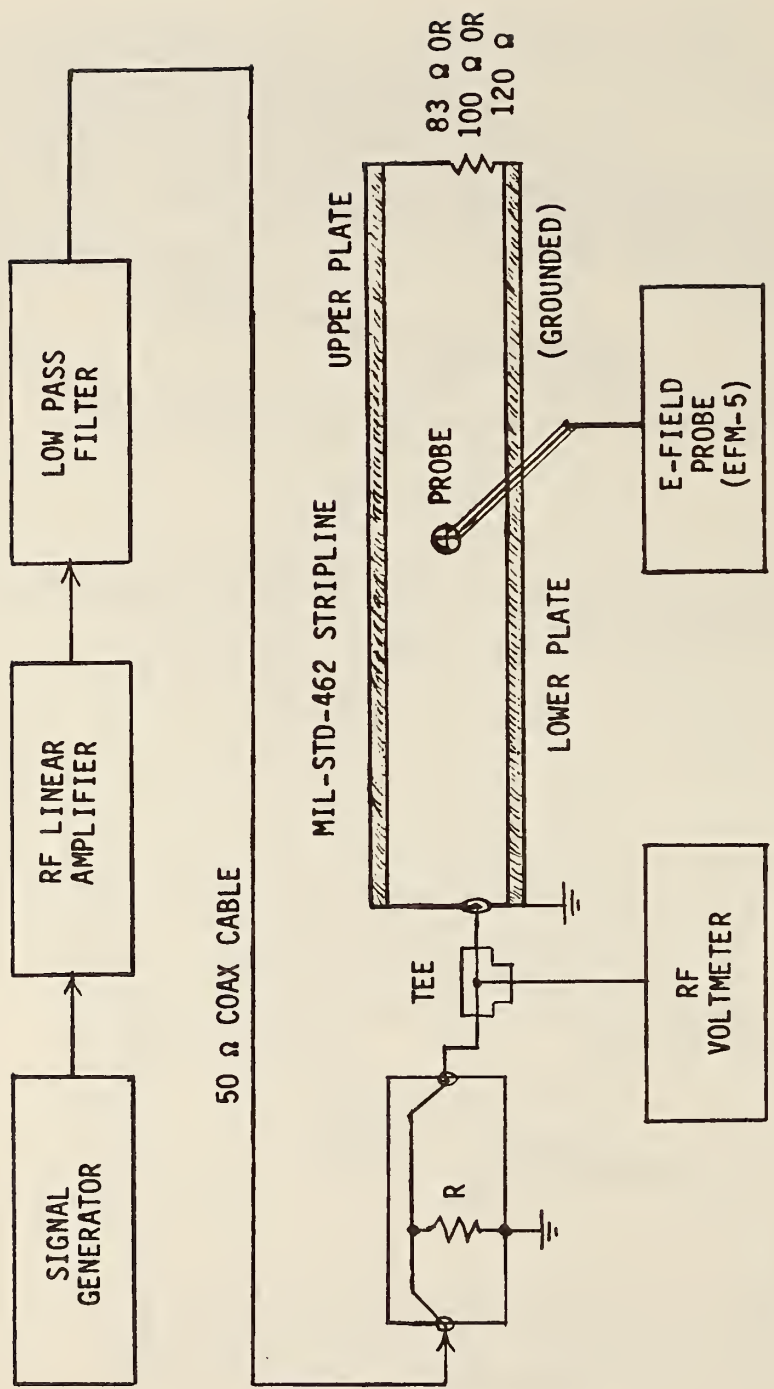 SIGNAL
GENERATOR
RF LINEAR
AMPLIFIER
LOW PASS
FILTER
50 Ω COAX CABLE
MIL-STD-462 STRIPLINE
UPPER PLATE
83 Ω OR
100 Ω OR
120 Ω
TEE
PROBE
R
LOWER PLATE
(GROUNDED)
RF
VOLTMETER
E-FIELD
PROBE
(EFM-5)